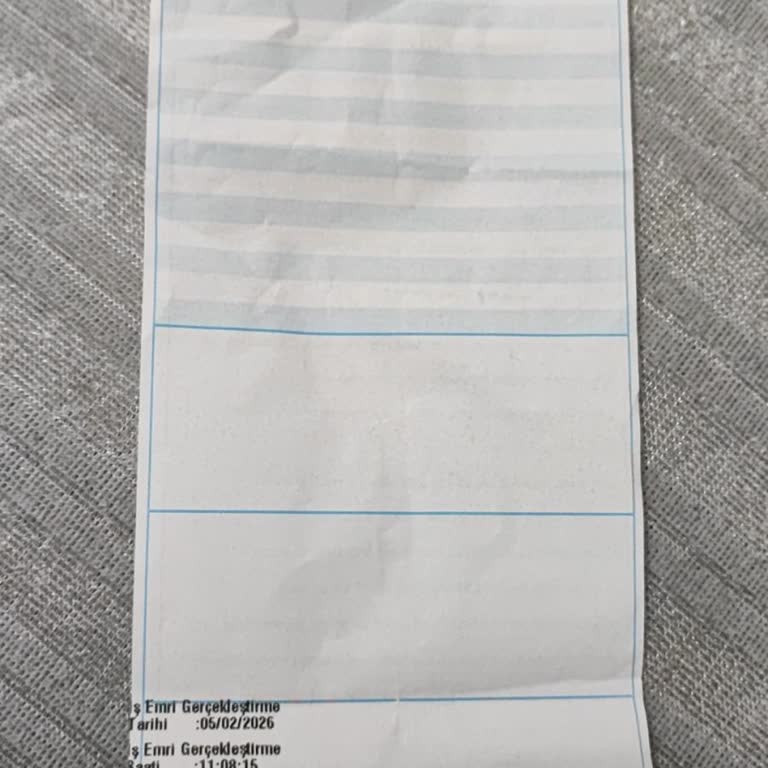 ş Emri Gerçekleştirme
Tarihi :05/02/2026
ş Emri Gerçekleştirme
Saati :11:08:15